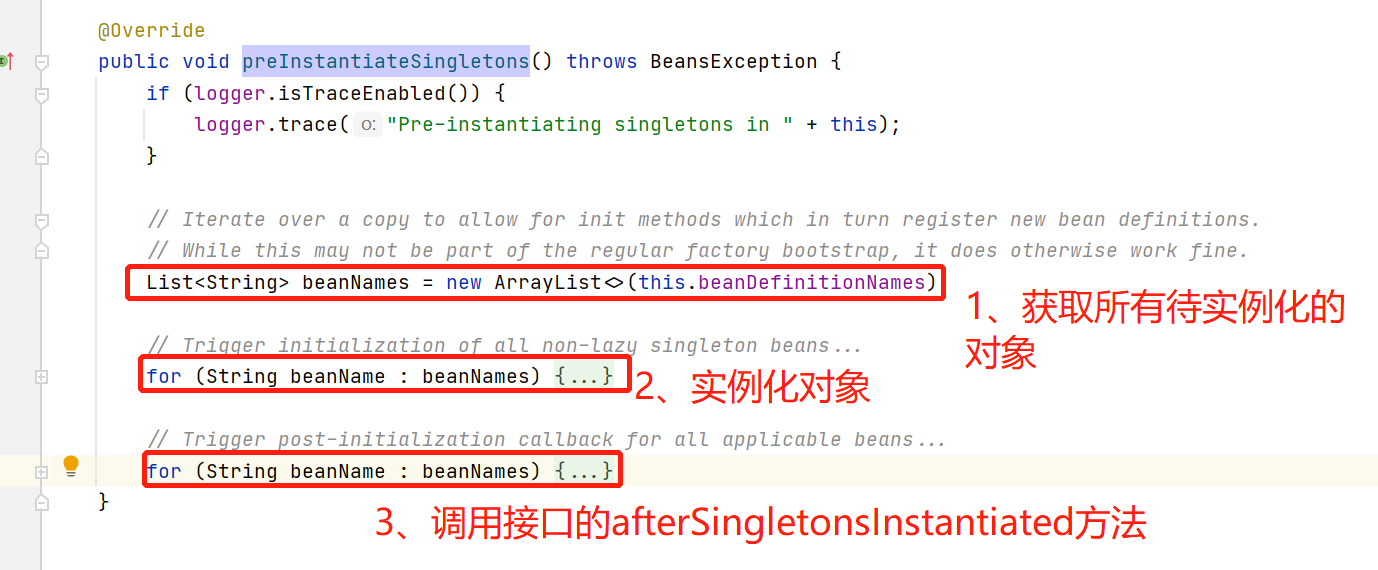 @Override
public void preInstantiateSingletons() throws BeansException {
if (logger.isTraceEnabled()) {
logger.trace( o: "Pre-instantiating singletons in " + this);
}
// Iterate over a copy to allow for init methods which in turn register new bean definitions.
// While this may not be part of the regular factory bootstrap, it does otherwise work fine.
List<String> beanNames = new ArrayList<>(this.beanDefinitionNames)
1、获取所有待实例化的
对象
// Trigger initialization of all non-lazy singleton beans...
for (String beanName : beanNames) {...}
2、实例化对象
// Trigger post-initialization callback for all applicable beans...
for (String beanName : beanNames) {...}
}
3、调用接口的afterSingletonsInstantiated方法